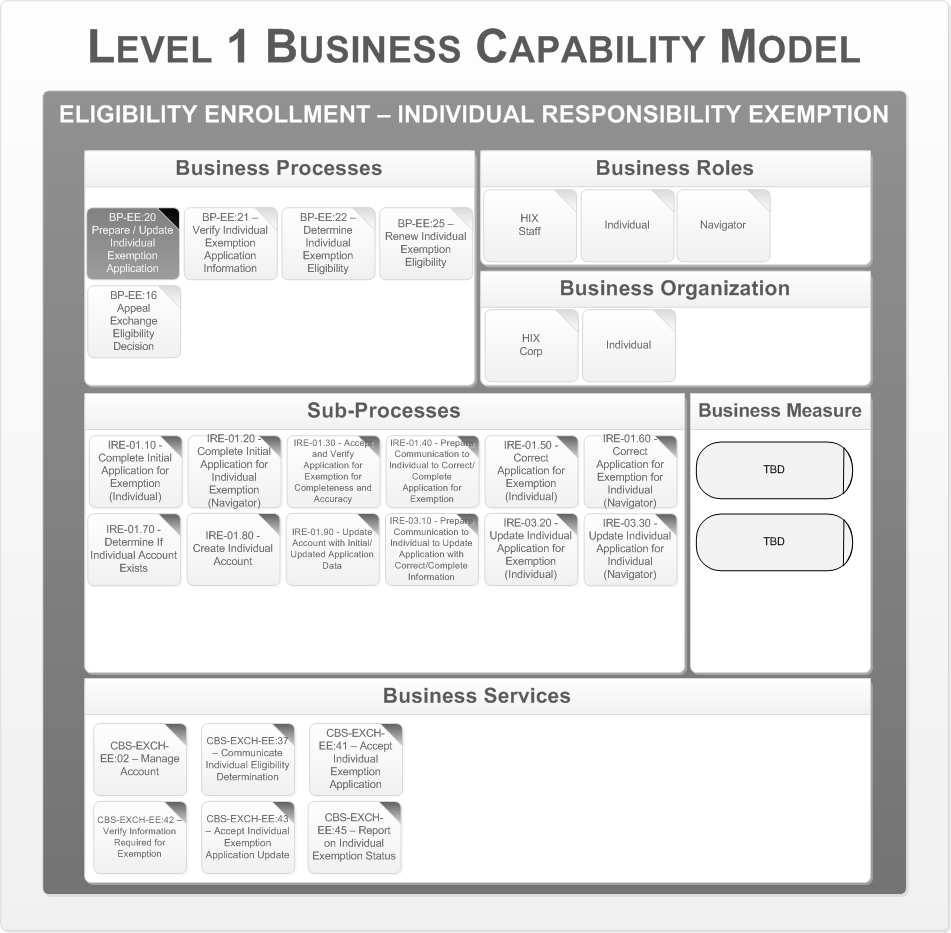 LEVEL 1 BUSINESS CAPABILITY MODEL
ELIGIBILITY ENROLLMENT – INDIVIDUAL RESPONSIBILITY EXEMPTION
Business Processes
BP-EE:20
Prepare / Update
Individual
Exemption
Application
BP-EE:21 –
Verify Individual
Exemption
Application
Information
BP-EE:22 –
Determine
Individual
Exemption
Eligibility
BP-EE:25 –
Renew Individual
Exemption
Eligibility
BP-EE:16
Appeal
Exchange
Eligibility
Decision
Business Roles
HIX
Staff
Individual
Navigator
Business Organization
HIX
Corp
Individual
Sub-Processes
IRE-01.10 -
Complete Initial
Application for
Exemption
(Individual)
IRE-01.20 -
Complete Initial
Application for
Individual
Exemption
(Navigator)
IRE-01.30 - Accept
and Verify
Application for
Exemption for
Completeness and
Accuracy
IRE-01.40 - Prepare
Communication to
Individual to Correct/
Complete
Application for
Exemption
IRE-01.50 -
Correct
Application for
Exemption
(Individual)
IRE-01.60 -
Correct
Application for
Exemption for
Individual
(Navigator)
IRE-01.70 -
Determine If
Individual Account
Exists
IRE-01.80 -
Create Individual
Account
IRE-01.90 - Update
Account with Initial/
Updated Application
Data
IRE-03.10 - Prepare
Communication to
Individual to Update
Application with
Correct/Complete
Information
IRE-03.20 -
Update Individual
Application for
Exemption
(Individual)
IRE-03.30 -
Update Individual
Application for
Individual
(Navigator)
Business Measure
TBD
TBD
Business Services
CBS-EXCH-
EE:02 – Manage
Account
CBS-EXCH-EE:37
– Communicate
Individual Eligibility
Determination
CBS-EXCH-
EE:41 – Accept
Individual
Exemption
Application
CBS-EXCH-EE:42 –
Verify Information
Required for
Exemption
CBS-EXCH-EE:43
– Accept Individual
Exemption
Application Update
CBS-EXCH-
EE:45 – Report
on Individual
Exemption Status